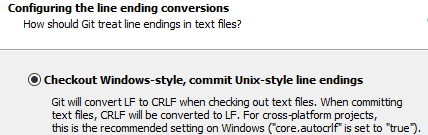 Configuring the line ending conversions
How should Git treat line endings in text files?
Checkout Windows-style, commit Unix-style line endings
Git will convert LF to CRLF when checking out text files. When committing
text files, CRLF will be converted to LF. For cross-platform projects,
this is the recommended setting on Windows ("core.autocrlf" is set to "true").